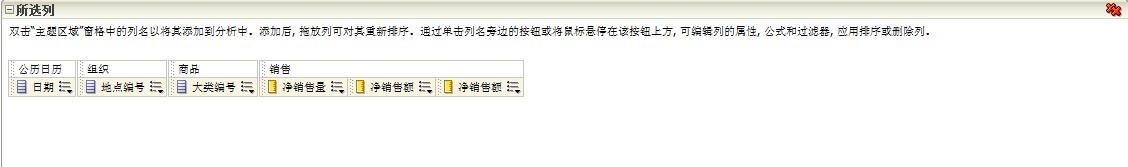 所选列
双击“主题区域”窗格中的列名以将其添加到分析中。添加后, 拖放列可对其重新排序。通过单击列名旁边的按钮或将鼠标悬停在该按钮上方, 可编辑列的属性, 公式和过滤器, 应用排序或删除列。
公历日历 组织 商品 销售
日期 地点编号 大类编号 净销售量 净销售额 净销售额